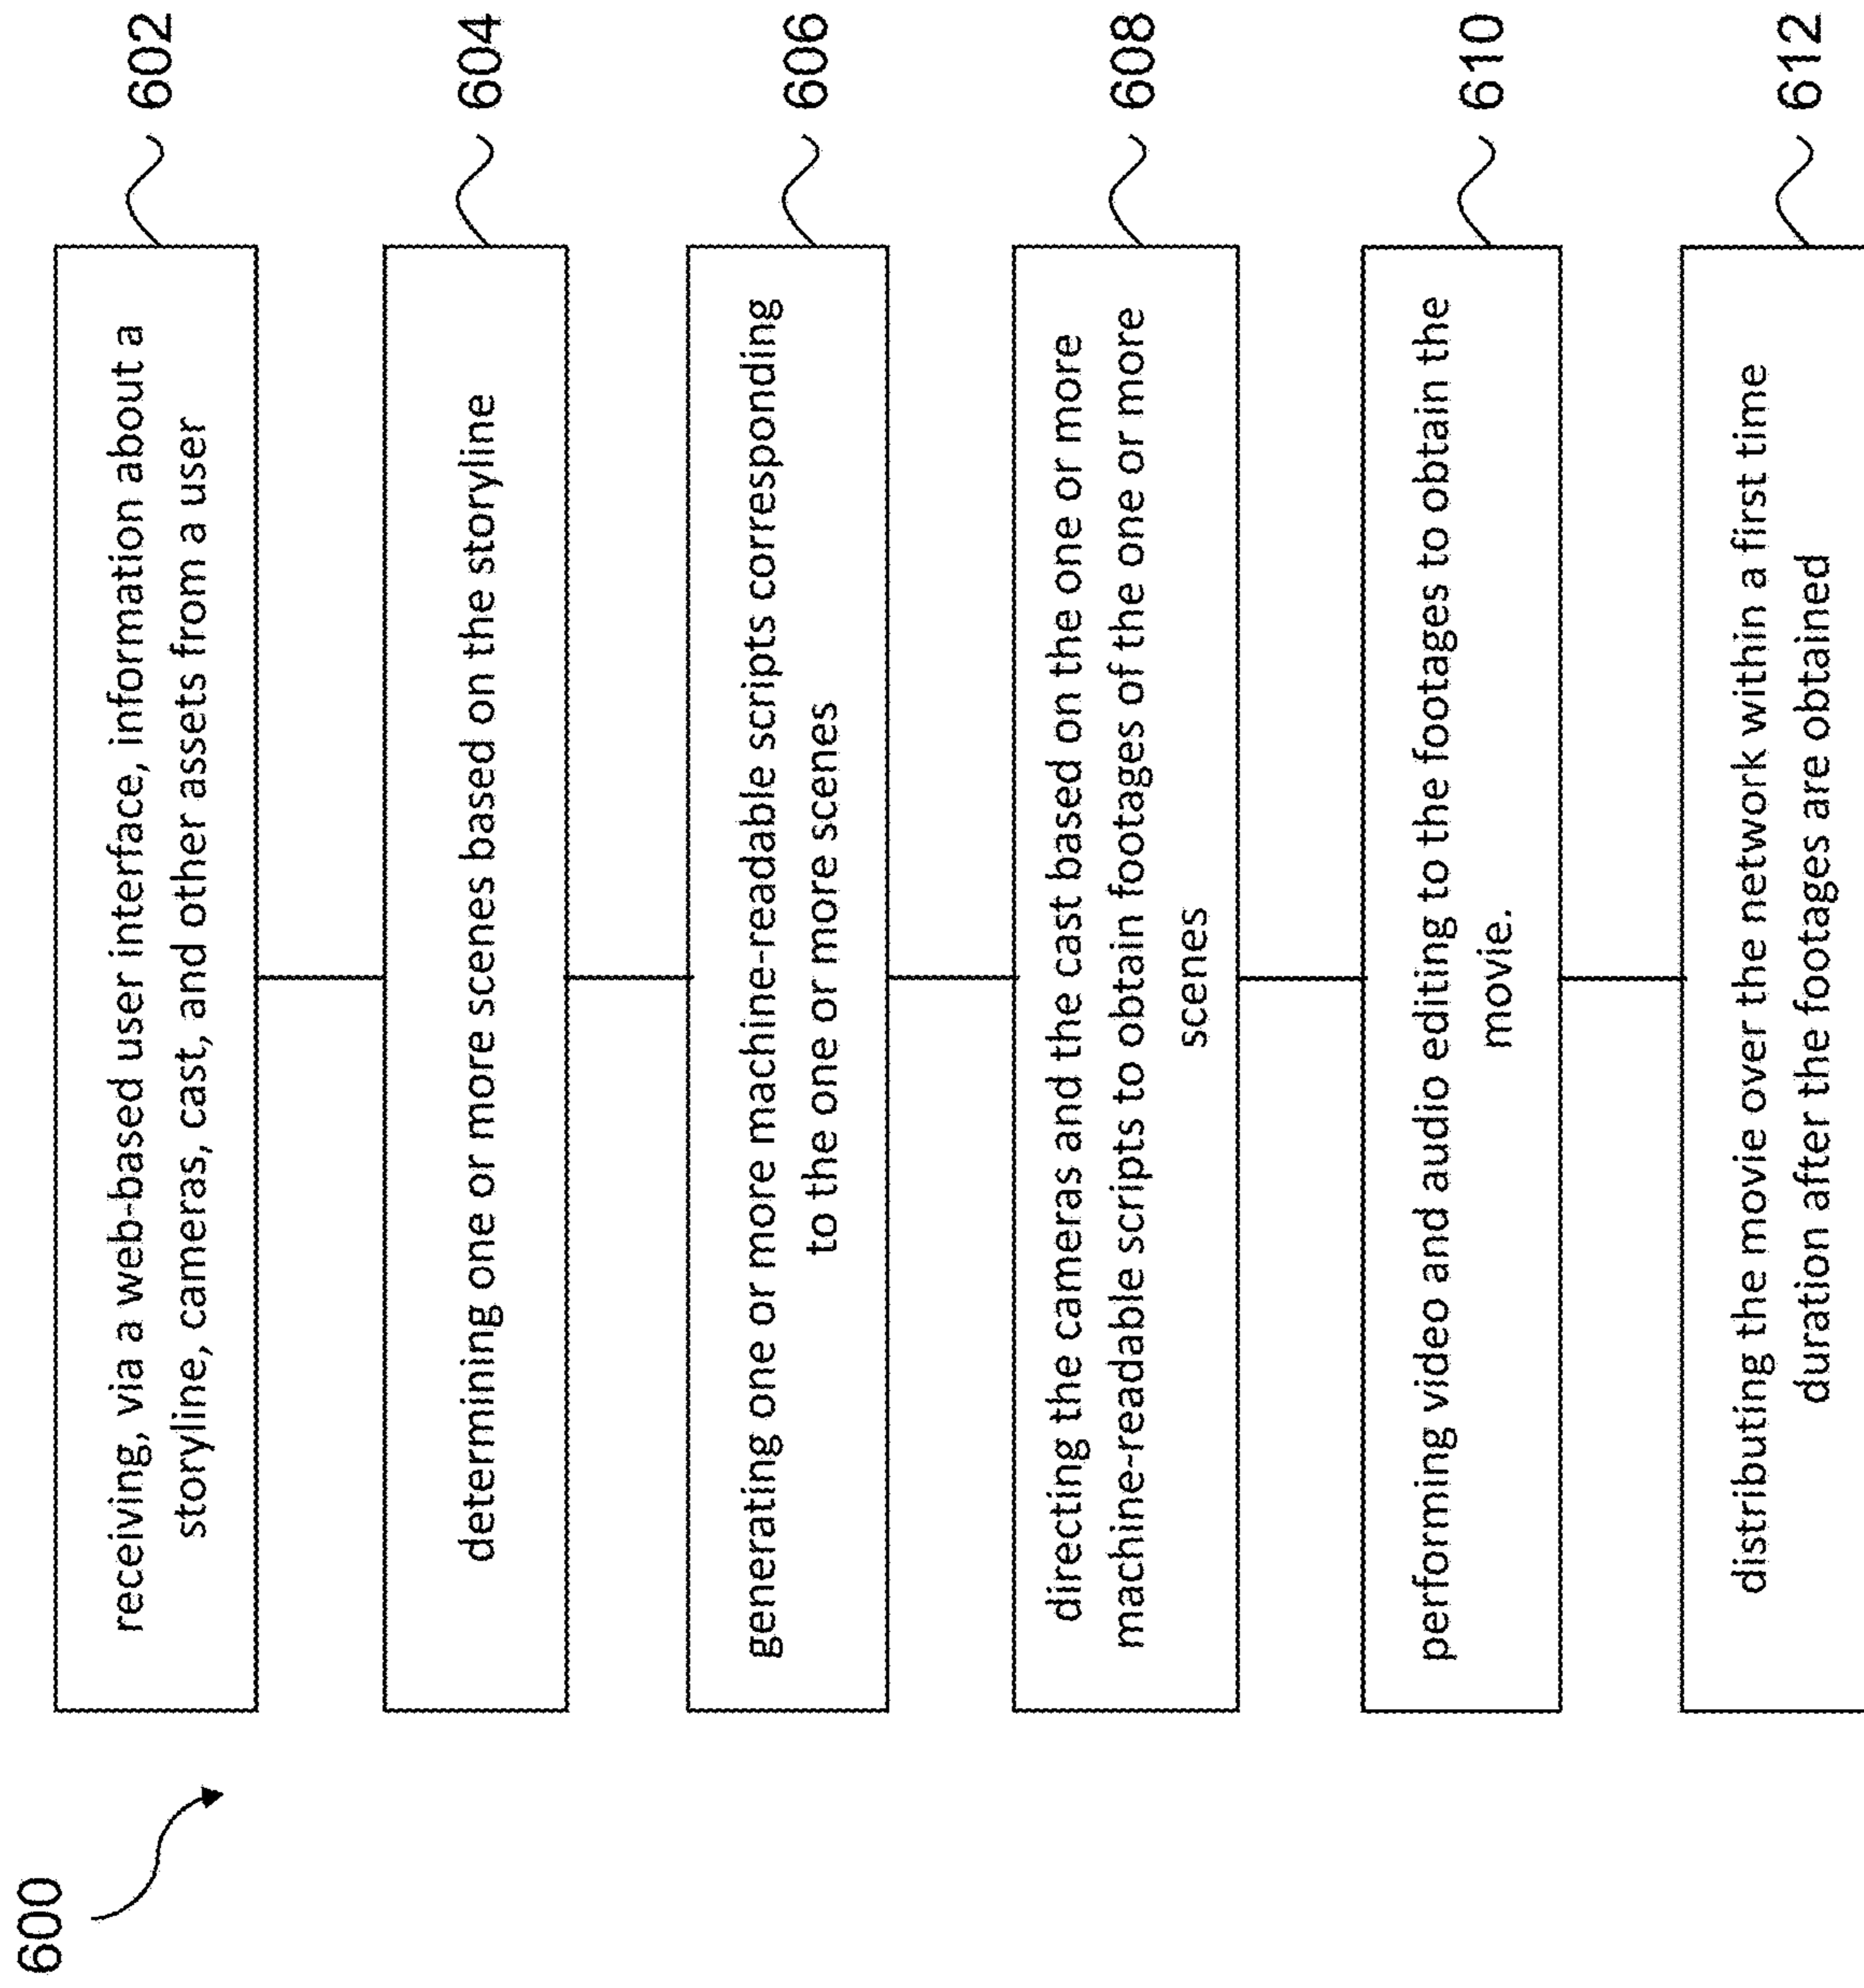 600
receiving, via a web-based user interface, information about a
storyline, cameras, cast, and other assets from a user
602
determining one or more scenes based on the storyline
604
generating one or more machine-readable scripts corresponding
to the one or more scenes
606
directing the cameras and the cast based on the one or more
machine-readable scripts to obtain footages of the one or more
scenes
608
performing video and audio editing to the footages to obtain the
movie.
610
distributing the movie over the network within a first time
duration after the footages are obtained
612